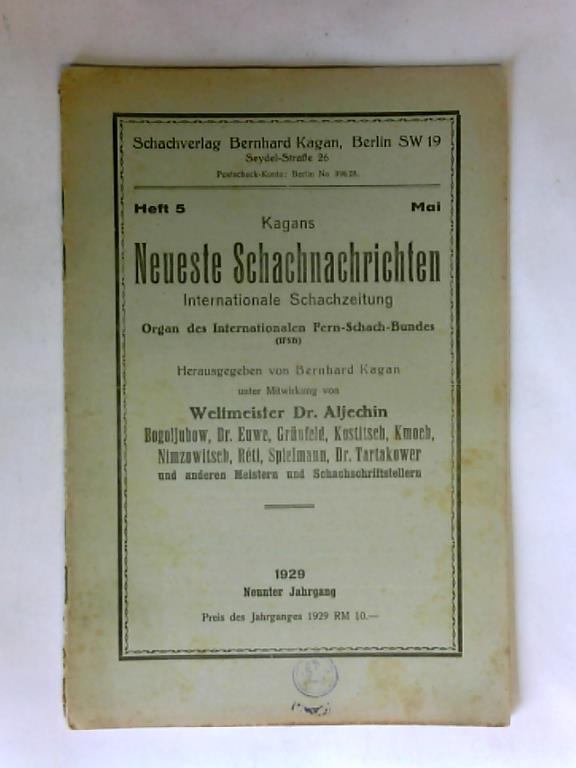 Schachverlag Bernhard Kagan, Berlin SW 19
Seydel-Straße 26
Postscheck-Konto: Berlin No 39628.
Heft 5 Mai
Kagans
Neueste Schachnachrichten
Internationale Schachzeitung
Organ des Internationalen Fern-Schach-Bundes
(IFSB)
Herausgegeben von Bernhard Kagan
unter Mitwirkung von
Weltmeister Dr. Aljechin
Bogoljubow, Dr. Euwe, Grünfeld, Kostitsch, Kmoch,
Nimzowitsch, Réti, Spielmann, Dr. Tartakower
und anderen Meistern und Schachschriftstellern
1929
Neunter Jahrgang
Preis des Jahrganges 1929 RM 10.—